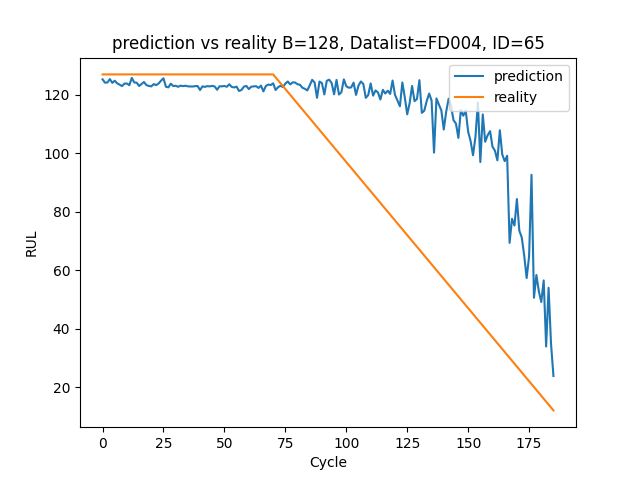 prediction vs reality B=128, Datalist=FD004, ID=65
prediction
reality
120
100
80
60
40
20
RUL
0 25 50 75 100 125 150 175
Cycle